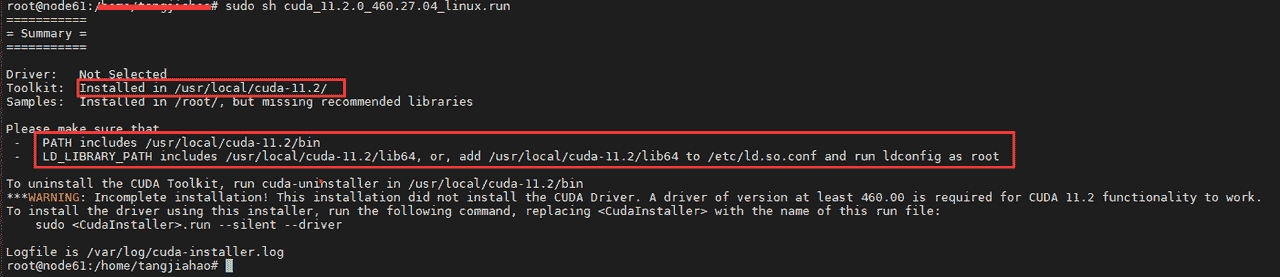 root@node61:/home/tangjiahao# sudo sh cuda_11.2.0_460.27.04_linux.run
===========
= Summary =
===========
Driver:   Not Selected
Toolkit:  Installed in /usr/local/cuda-11.2/
Samples:  Installed in /root/, but missing recommended libraries
Please make sure that
 -   PATH includes /usr/local/cuda-11.2/bin
 -   LD_LIBRARY_PATH includes /usr/local/cuda-11.2/lib64, or, add /usr/local/cuda-11.2/lib64 to /etc/ld.so.conf and run ldconfig as root
To uninstall the CUDA Toolkit, run cuda-uninstaller in /usr/local/cuda-11.2/bin
***WARNING: Incomplete installation! This installation did not install the CUDA Driver. A driver of version at least 460.00 is required for CUDA 11.2 functionality to work.
To install the driver using this installer, run the following command, replacing <CudaInstaller> with the name of this run file:
    sudo <CudaInstaller>.run --silent --driver
Logfile is /var/log/cuda-installer.log
root@node61:/home/tangjiahao#